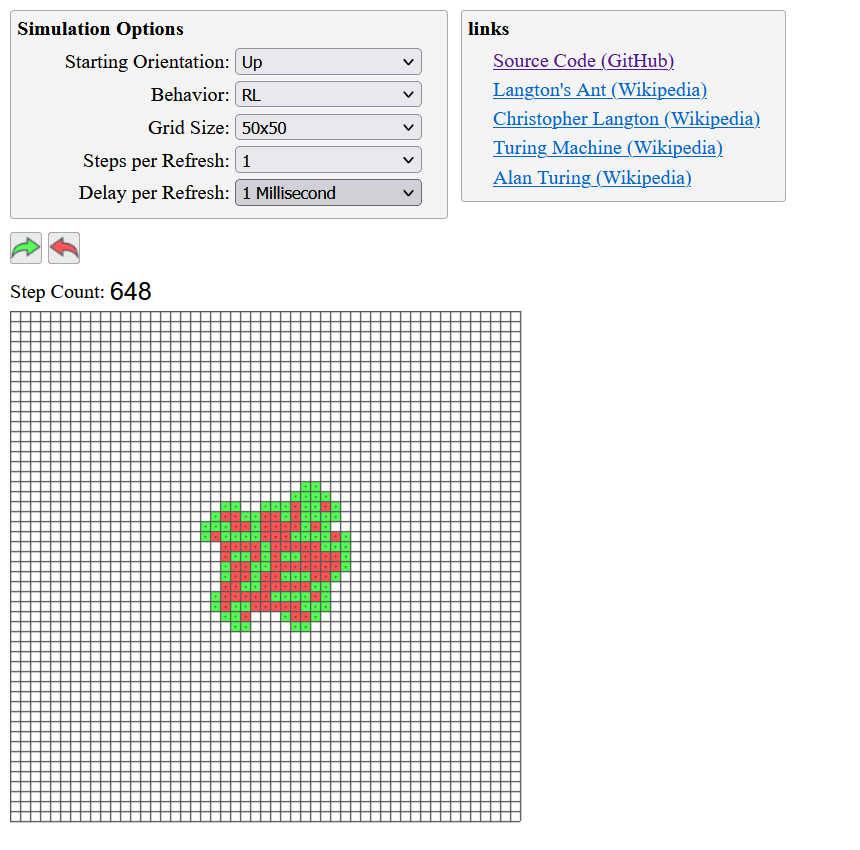 Simulation Options
Starting Orientation: Up
Behavior: RL
Grid Size: 50x50
Steps per Refresh: 1
Delay per Refresh: 1 Millisecond
links
Source Code (GitHub)
Langton's Ant (Wikipedia)
Christopher Langton (Wikipedia)
Turing Machine (Wikipedia)
Alan Turing (Wikipedia)
Step Count: 648